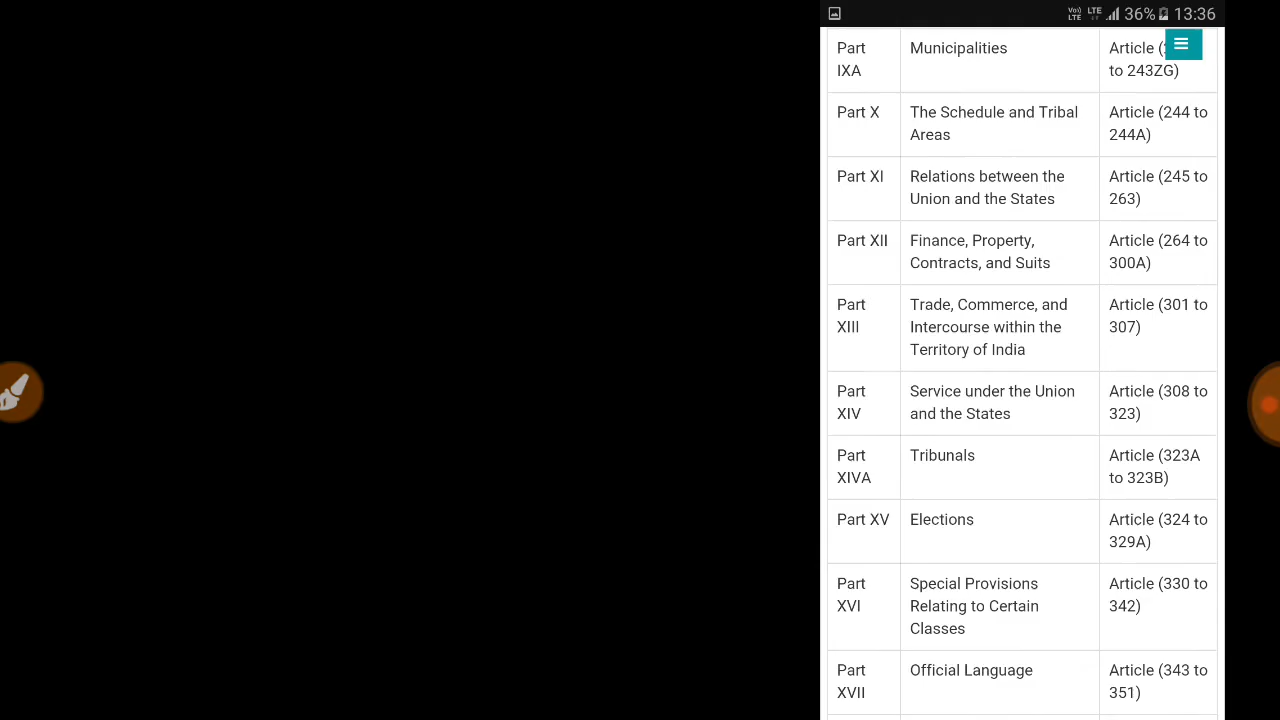 Vo)) LTE LTE 36% 13:36
Part IXA Municipalities Article (
to 243ZG)
Part X The Schedule and Tribal Areas Article (244 to 244A)
Part XI Relations between the Union and the States Article (245 to 263)
Part XII Finance, Property, Contracts, and Suits Article (264 to 300A)
Part XIII Trade, Commerce, and Intercourse within the Territory of India Article (301 to 307)
Part XIV Service under the Union and the States Article (308 to 323)
Part XIVA Tribunals Article (323A to 323B)
Part XV Elections Article (324 to 329A)
Part XVI Special Provisions Relating to Certain Classes Article (330 to 342)
Part XVII Official Language Article (343 to 351)